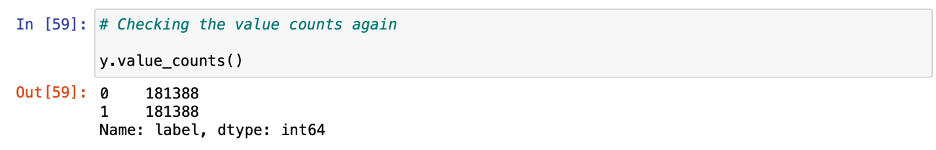 In [59]: # Checking the value counts again
y.value_counts()
Out[59]: 0    181388
1    181388
Name: label, dtype: int64